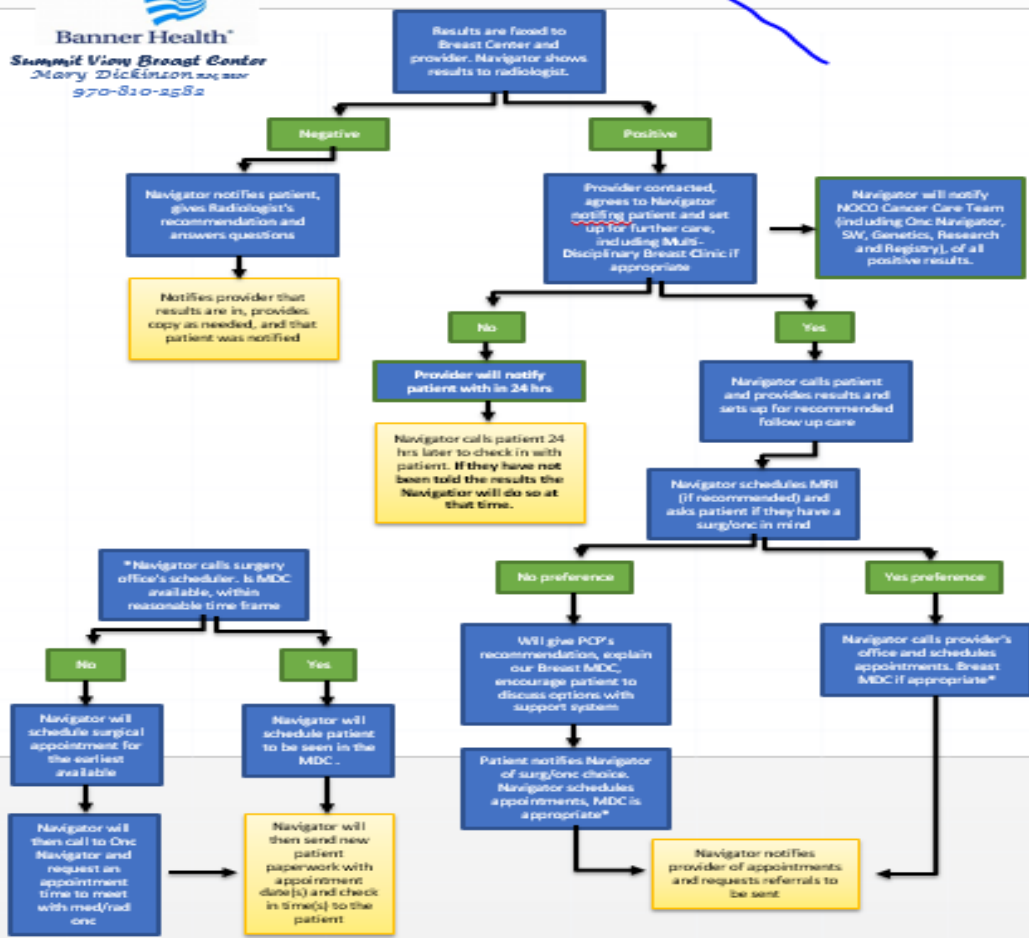 Banner Health®
Summit View Breast Center
Mary Dickinson RN, BSN
970-810-2582
Results are faxed to
Breast Center and
provider. Navigator shows
results to radiologist.
Negative
Positive
Navigator notifies patient,
gives Radiologist's
recommendation and
answers questions
Provider contacted,
agrees to Navigator
notifing patient and set
up for further care,
including Multi-
Disciplinary Breast Clinic if
appropriate
Navigator will notify
NOCO Cancer Care Team
(including Onc Navigator,
SW, Genetics, Research
and Registry), of all
positive results.
Notifies provider that
results are in, provides
copy as needed, and that
patient was notified
No
Yes
Provider will notify
patient with in 24 hrs
Navigator calls patient
and provides results and
sets up for recommended
follow up care
Navigator calls patient 24
hrs later to check in with
patient. If they have not
been told the results the
Navigatior will do so at
that time.
Navigator schedules MRI
(if recommended) and
asks patient if they have a
surg/onc in mind
No preference
Yes preference
*Navigator calls surgery
office's scheduler. Is MDC
available, within
reasonable time frame
No
Yes
Will give PCP's
recommendation, explain
our Breast MDC,
encourage patient to
discuss options with
support system
Navigator calls provider's
office and schedules
appointments. Breast
MDC if appropriate*
Navigator will
schedule surgical
appointment for
the earliest
available
Navigator will
schedule patient
to be seen in the
MDC .
Patient notifies Navigator
of surg/onc choice.
Navigator schedules
appointments, MDC is
appropriate*
Navigator will
then call to Onc
Navigator and
request an
appointment
time to meet
with med/rad
onc
Navigator will
then send new
patient
paperwork with
appointment
date(s) and check
in time(s) to the
patient
Navigator notifies
provider of appointments
and requests referrals to
be sent